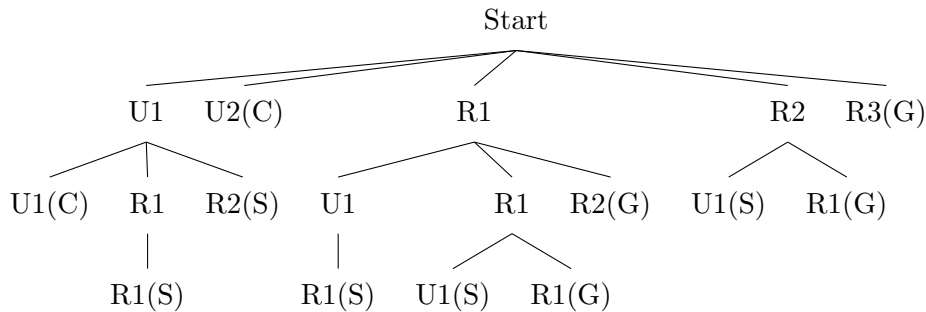 Start
U1 U2(C) R1 R2 R3(G)
U1(C) R1 R2(S) U1 R1 R2(G) U1(S) R1(G)
R1(S) R1(S) U1(S) R1(G)